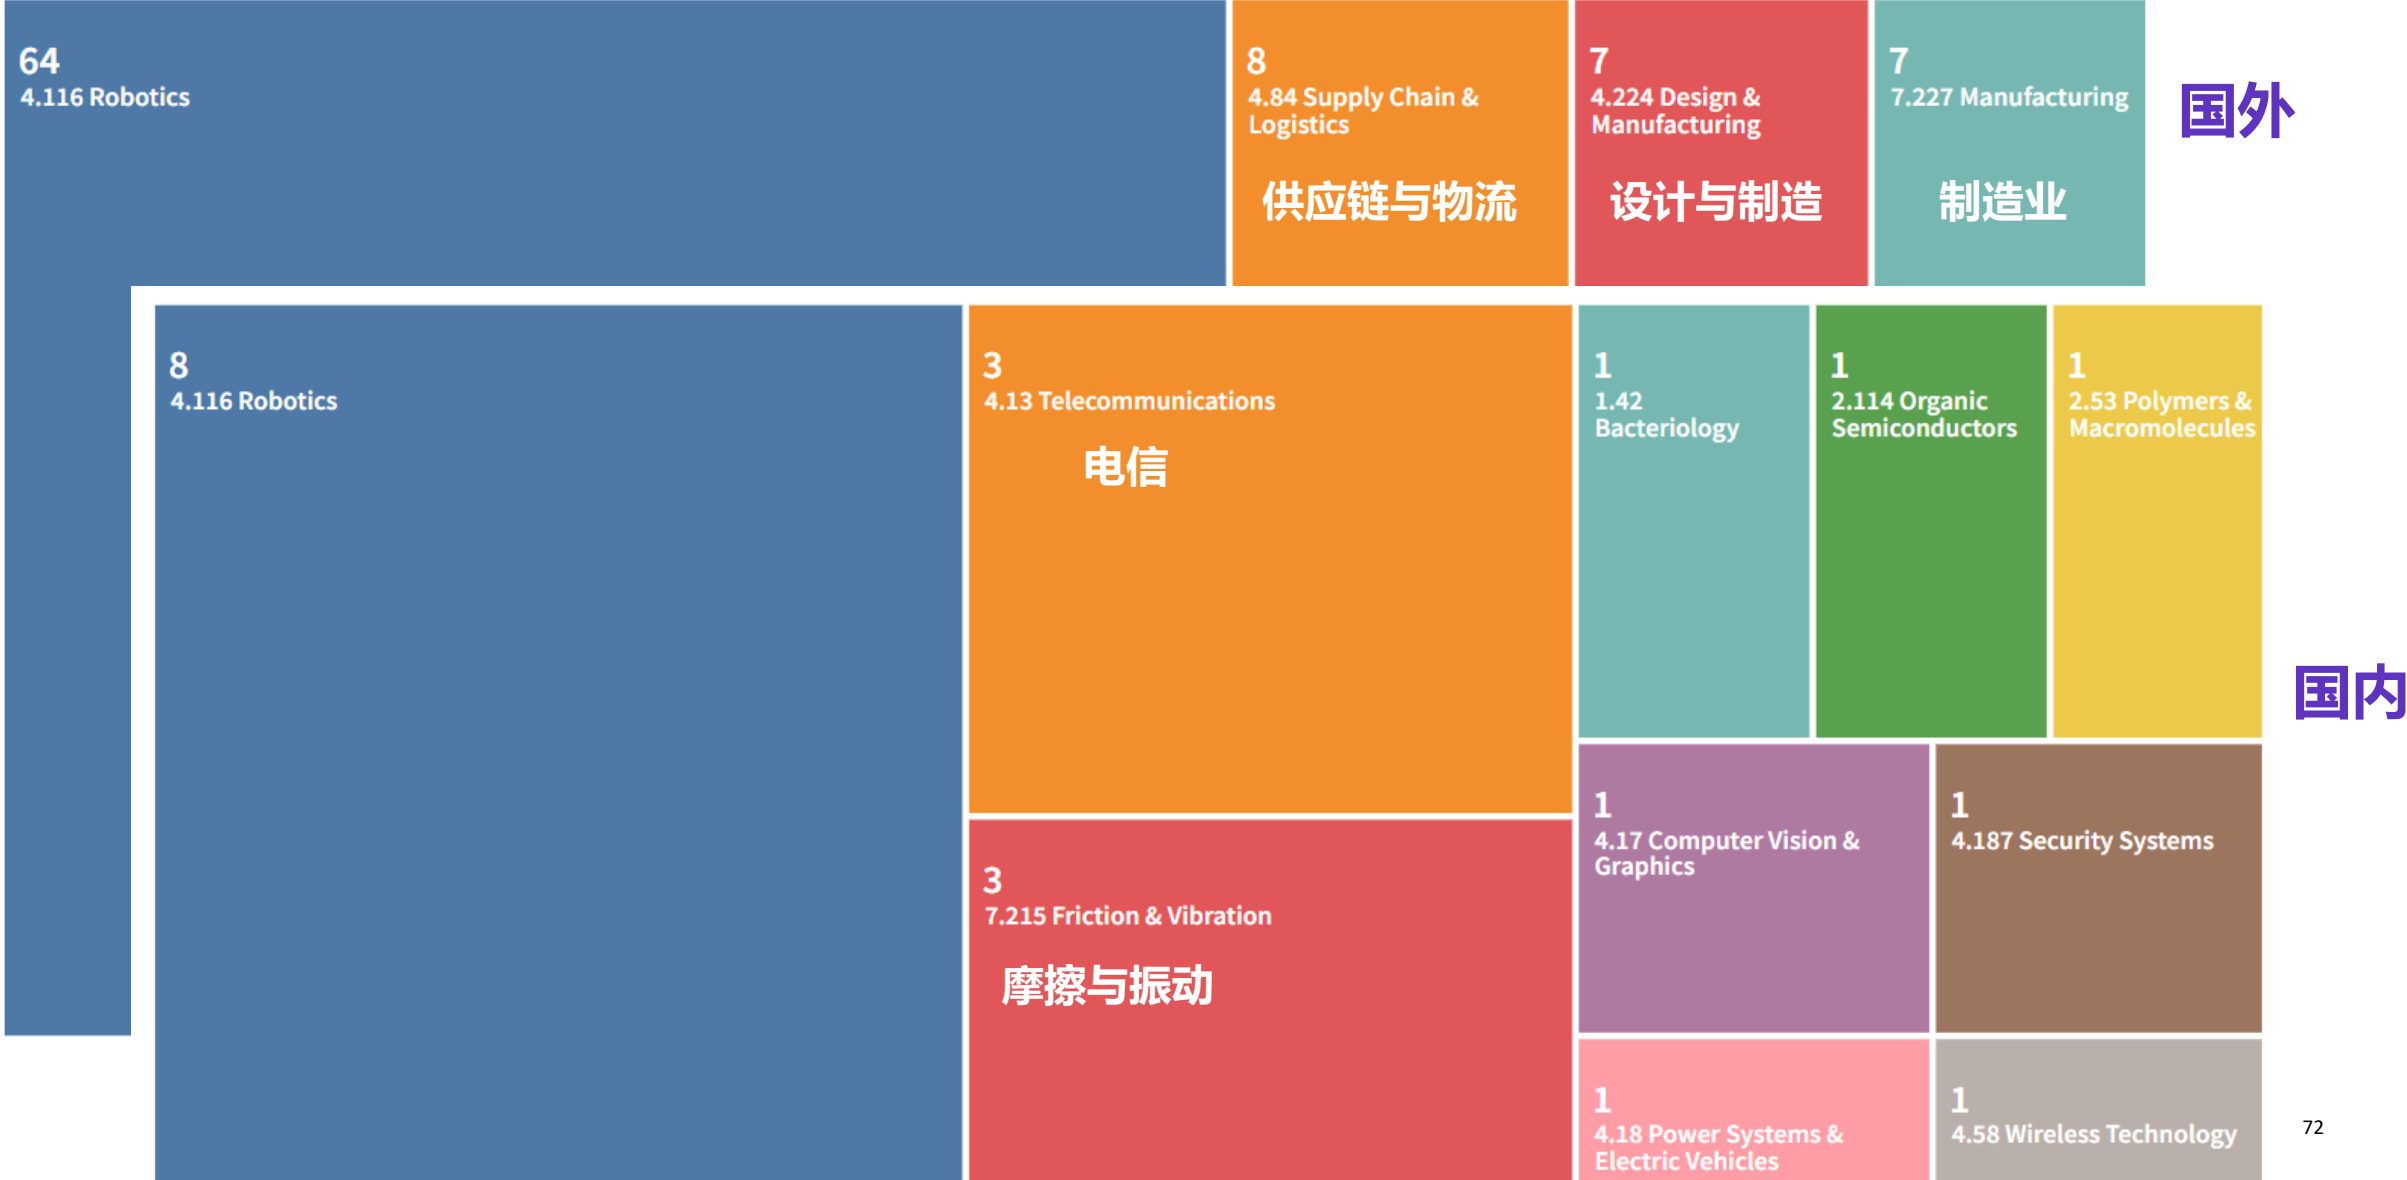 64
4.116 Robotics
8
4.84 Supply Chain &
Logistics
供应链与物流
7
4.224 Design &
Manufacturing
设计与制造
7
7.227 Manufacturing
制造业
国外
8
4.116 Robotics
3
4.13 Telecommunications
电信
3
7.215 Friction & Vibration
摩擦与振动
1
1.42
Bacteriology
1
2.114 Organic
Semiconductors
1
2.53 Polymers &
Macromolecules
1
4.17 Computer Vision &
Graphics
1
4.187 Security Systems
1
4.18 Power Systems &
Electric Vehicles
1
4.58 Wireless Technology
国内
72